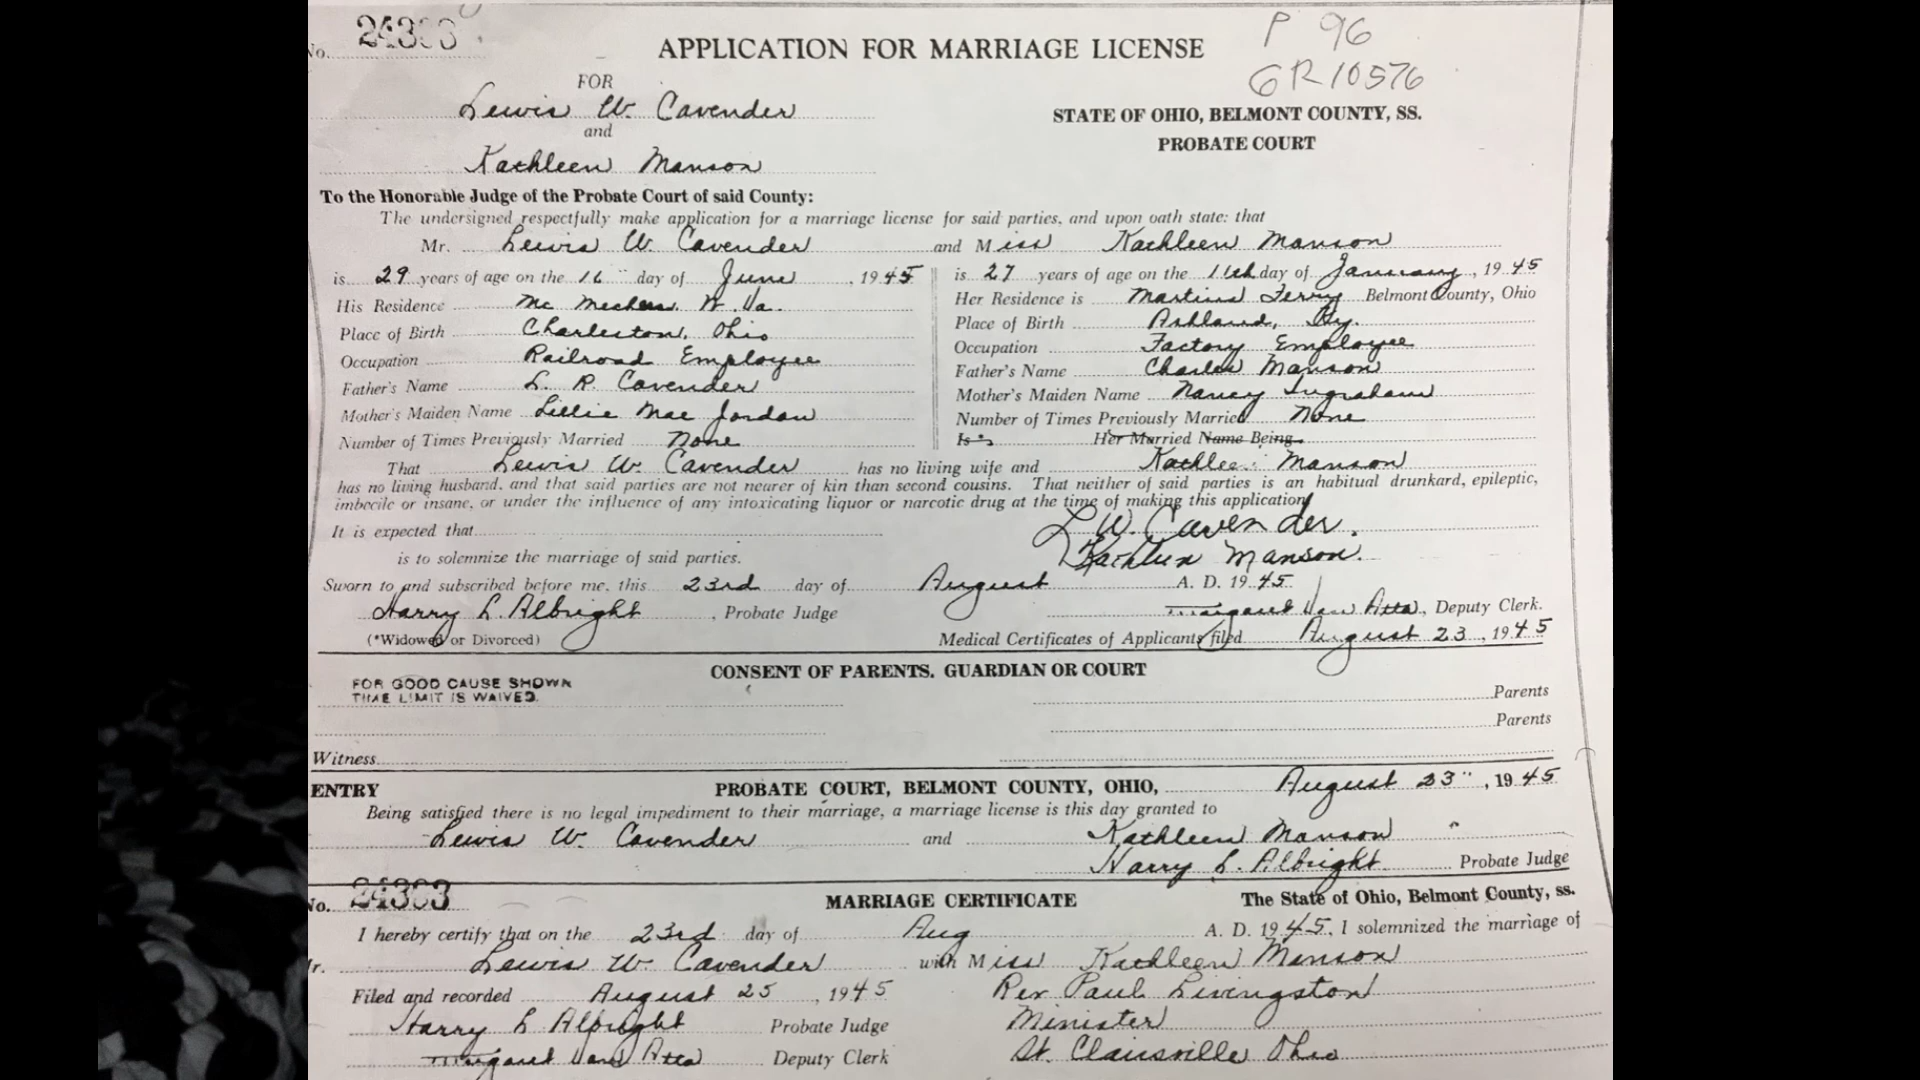 No. 24383
APPLICATION FOR MARRIAGE LICENSE
P 96
GR10576
FOR
Lewis W. Cavender
and
Kathleen Manson
STATE OF OHIO, BELMONT COUNTY, SS.
PROBATE COURT
To the Honorable Judge of the Probate Court of said County:
The undersigned respectfully make application for a marriage license for said parties, and upon oath state: that
Mr. Lewis W. Cavender and Miss Kathleen Manson
is 29 years of age on the 16" day of June, 1945
His Residence Mc Mechen. W. Va.
Place of Birth Charleston, Ohio
Occupation Railroad Employee
Father's Name L. R. Cavender
Mother's Maiden Name Lillie Mae Jordan
Number of Times Previously Married None
is 27 years of age on the 11th day of January, 1945
Her Residence is Martins Ferry Belmont County, Ohio
Place of Birth Ashland, Ky.
Occupation Factory Employee
Father's Name Charles Manson
Mother's Maiden Name Nancy Ingraham
Number of Times Previously Married None
Her Married Name Being
That Lewis W. Cavender has no living wife and Kathleen Manson
has no living husband, and that said parties are not nearer of kin than second cousins. That neither of said parties is an habitual drunkard, epileptic,
imbecile or insane, or under the influence of any intoxicating liquor or narcotic drug at the time of making this application
It is expected that
L W. Cavender.
is to solemnize the marriage of said parties.
Kathleen Manson.
Sworn to and subscribed before me, this 23rd day of August A. D. 1945
Harry L. Albright, Probate Judge
Margaret Van Atta, Deputy Clerk.
(*Widowed or Divorced)
Medical Certificates of Applicants filed August 23, 1945
CONSENT OF PARENTS, GUARDIAN OR COURT
FOR GOOD CAUSE SHOWN
TIME LIMIT IS WAIVED.
Parents
Parents
Witness
ENTRY PROBATE COURT, BELMONT COUNTY, OHIO, August 23", 1945
Being satisfied there is no legal impediment to their marriage, a marriage license is this day granted to
Lewis W. Cavender and Kathleen Manson
Harry L. Albright Probate Judge
No. 24383 MARRIAGE CERTIFICATE The State of Ohio, Belmont County, ss.
I hereby certify that on the 23rd day of Aug A. D. 1945, I solemnized the marriage of
Mr. Lewis W. Cavender with Miss Kathleen Manson
Filed and recorded August 25, 1945 Rev Paul Livingston
Harry L Albright Probate Judge Minister
Margaret Van Atta Deputy Clerk St. Clairsville Ohio